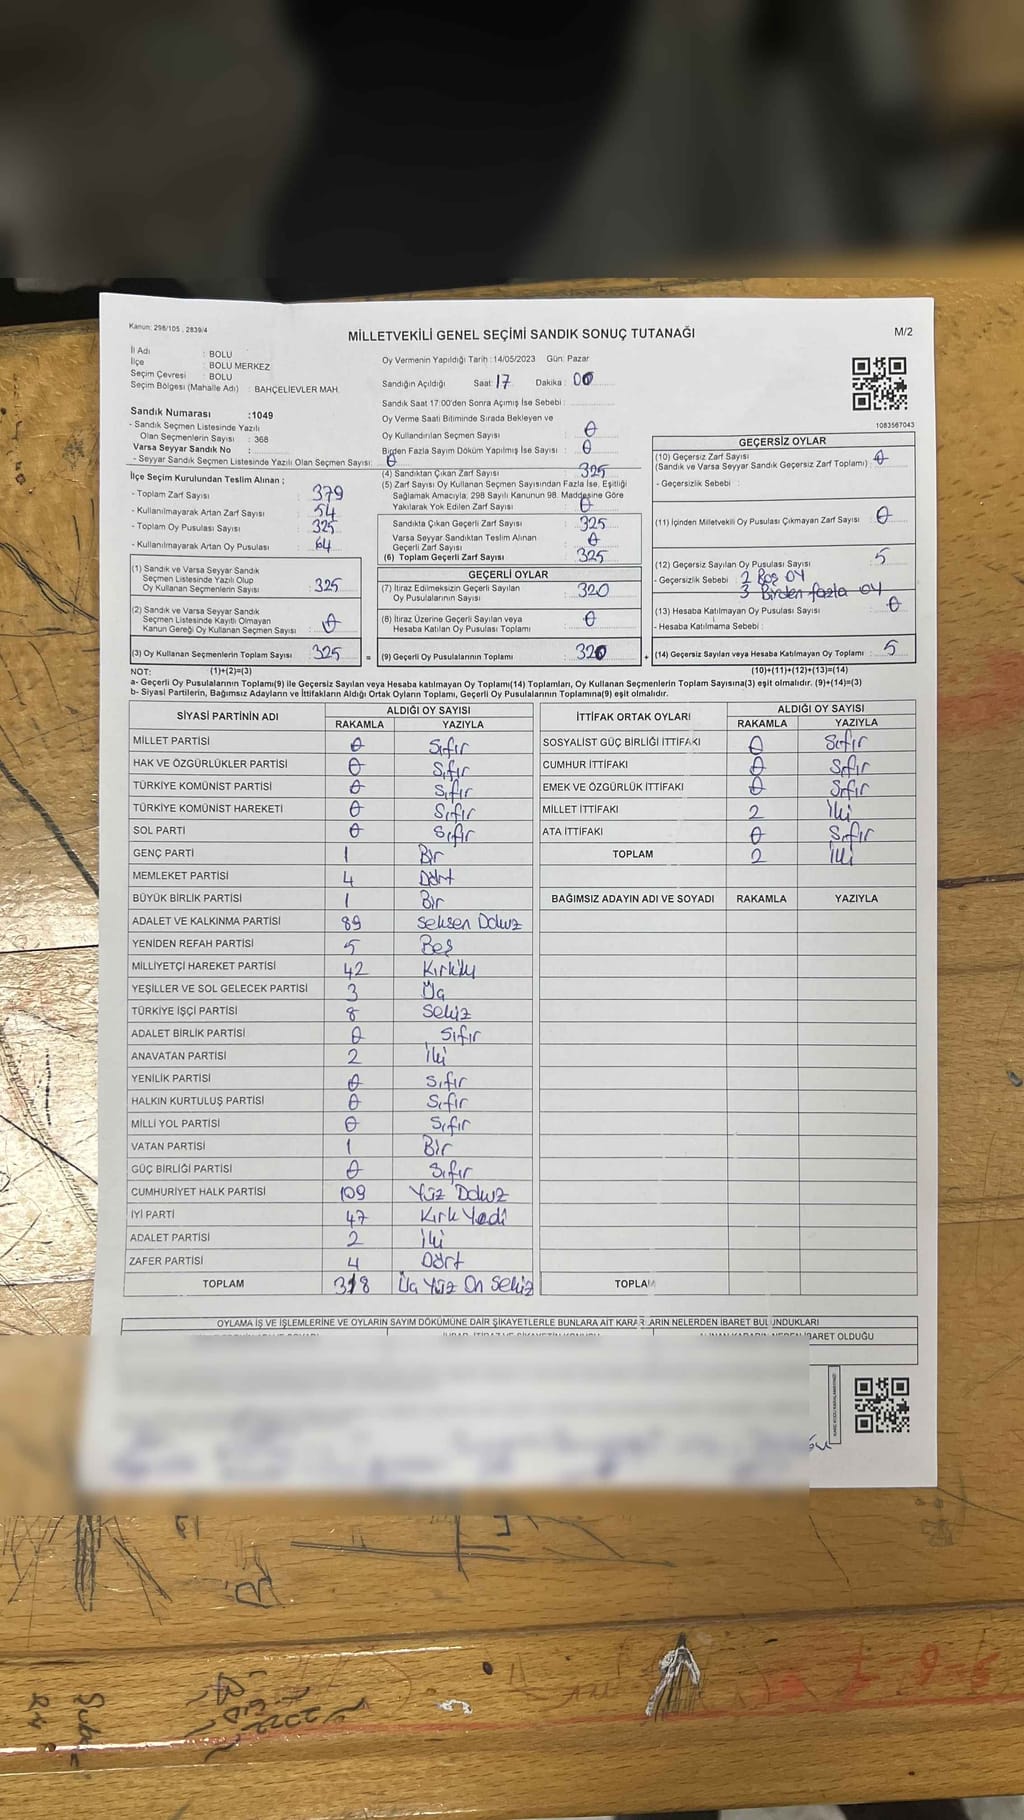 Kanun: 298/105 , 2839/4
MİLLETVEKİLİ GENEL SEÇİMİ SANDIK SONUÇ TUTANAĞI
M/2
İl Adı : BOLU
İlçe : BOLU MERKEZ
Seçim Çevresi : BOLU
Seçim Bölgesi (Mahalle Adı) : BAHÇELİEVLER MAH.
Oy Vermenin Yapıldığı Tarih :14/05/2023 Gün: Pazar
Sandığın Açıldığı Saat: 17 Dakika : 00
Sandık Saat 17:00'den Sonra Açımış İse Sebebi :
Oy Verme Saati Bitiminde Sırada Bekleyen ve
Oy Kullandırılan Seçmen Sayısı : 0
Birden Fazla Sayım Döküm Yapılmış İse Sayısı : 0
1083567043
Sandık Numarası :1049
- Sandık Seçmen Listesinde Yazılı
Olan Seçmenlerin Sayısı : 368
Varsa Seyyar Sandık No :
- Seyyar Sandık Seçmen Listesinde Yazılı Olan Seçmen Sayısı: 0
İlçe Seçim Kurulundan Teslim Alınan ;
- Toplam Zarf Sayısı : 379
- Kullanılmayarak Artan Zarf Sayısı : 54
- Toplam Oy Pusulası Sayısı : 325
- Kullanılmayarak Artan Oy Pusulası : 64
(1) Sandık ve Varsa Seyyar Sandık
Seçmen Listesinde Yazılı Olup
Oy Kullanan Seçmenlerin Sayısı : 325
(2) Sandık ve Varsa Seyyar Sandık
Seçmen Listesinde Kayıtlı Olmayan
Kanun Gereği Oy Kullanan Seçmen Sayısı : 0
(3) Oy Kullanan Seçmenlerin Toplam Sayısı : 325
(4) Sandıktan Çıkan Zarf Sayısı : 325
(5) Zarf Sayısı Oy Kullanan Seçmen Sayısından Fazla İse, Eşitliği
Sağlamak Amacıyla, 298 Sayılı Kanunun 98. Maddesine Göre
Yakılarak Yok Edilen Zarf Sayısı : 0
Sandıkta Çıkan Geçerli Zarf Sayısı : 325
Varsa Seyyar Sandıktan Teslim Alınan
Geçerli Zarf Sayısı : 0
(6) Toplam Geçerli Zarf Sayısı : 325
GEÇERLİ OYLAR
(7) İtiraz Edilmeksizin Geçerli Sayılan
Oy Pusulalarının Sayısı : 320
(8) İtiraz Üzerine Geçerli Sayılan veya
Hesaba Katılan Oy Pusulası Toplamı : 0
= (9) Geçerli Oy Pusulalarının Toplamı : 320
GEÇERSİZ OYLAR
(10) Geçersiz Zarf Sayısı
(Sandık ve Varsa Seyyar Sandık Geçersiz Zarf Toplamı) : 0
- Geçersizlik Sebebi :
(11) İçinden Milletvekili Oy Pusulası Çıkmayan Zarf Sayısı : 0
(12) Geçersiz Sayılan Oy Pusulası Sayısı : 5
- Geçersizlik Sebebi : 2 Boş oy
3 Birden fazla oy
(13) Hesaba Katılmayan Oy Pusulası Sayısı : 0
- Hesaba Katılmama Sebebi :
+ (14) Geçersiz Sayılan veya Hesaba Katılmayan Oy Toplamı : 5
NOT: (1)+(2)=(3) (10)+(11)+(12)+(13)=(14)
a- Geçerli Oy Pusulalarının Toplamı(9) ile Geçersiz Sayılan veya Hesaba katılmayan Oy Toplamı(14) Toplamları, Oy Kullanan Seçmenlerin Toplam Sayısına(3) eşit olmalıdır. (9)+(14)=(3)
b- Siyasi Partilerin, Bağımsız Adayların ve İttifakların Aldığı Ortak Oyların Toplamı, Geçerli Oy Pusulalarının Toplamına(9) eşit olmalıdır.
SİYASİ PARTİNİN ADI ALDIĞI OY SAYISI
RAKAMLA YAZIYLA
MİLLET PARTİSİ 0 Sıfır
HAK VE ÖZGÜRLÜKLER PARTİSİ 0 Sıfır
TÜRKİYE KOMÜNİST PARTİSİ 0 Sıfır
TÜRKİYE KOMÜNİST HAREKETİ 0 Sıfır
SOL PARTİ 0 Sıfır
GENÇ PARTİ 1 Bir
MEMLEKET PARTİSİ 4 Dört
BÜYÜK BİRLİK PARTİSİ 1 Bir
ADALET VE KALKINMA PARTİSİ 89 Seksen Dokuz
YENİDEN REFAH PARTİSİ 5 Beş
MİLLİYETÇİ HAREKET PARTİSİ 42 Kırkiki
YEŞİLLER VE SOL GELECEK PARTİSİ 3 Üç
TÜRKİYE İŞÇİ PARTİSİ 8 Sekiz
ADALET BİRLİK PARTİSİ 0 Sıfır
ANAVATAN PARTİSİ 2 İki
YENİLİK PARTİSİ 0 Sıfır
HALKIN KURTULUŞ PARTİSİ 0 Sıfır
MİLLİ YOL PARTİSİ 0 Sıfır
VATAN PARTİSİ 1 Bir
GÜÇ BİRLİĞİ PARTİSİ 0 Sıfır
CUMHURİYET HALK PARTİSİ 109 Yüz Dokuz
İYİ PARTİ 47 Kırk Yedi
ADALET PARTİSİ 2 İki
ZAFER PARTİSİ 4 Dört
TOPLAM 318 Üç Yüz On Sekiz
İTTİFAK ORTAK OYLARI ALDIĞI OY SAYISI
RAKAMLA YAZIYLA
SOSYALİST GÜÇ BİRLİĞİ İTTİFAKI 0 Sıfır
CUMHUR İTTİFAKI 0 Sıfır
EMEK VE ÖZGÜRLÜK İTTİFAKI 0 Sıfır
MİLLET İTTİFAKI 2 İki
ATA İTTİFAKI 0 Sıfır
TOPLAM 2 İki
BAĞIMSIZ ADAYIN ADI VE SOYADI RAKAMLA YAZIYLA
TOPLAM
OYLAMA İŞ VE İŞLEMLERİNE VE OYLARIN SAYIM DÖKÜMÜNE DAİR ŞİKAYETLERLE BUNLARA AİT KARARLARIN NELERDEN İBARET BULUNDUKLARI
İBARET OLDUĞU